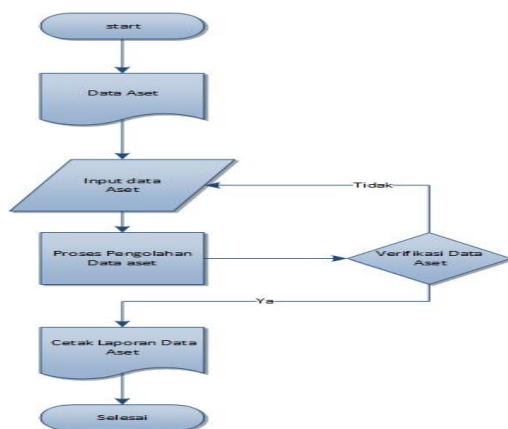 start
Data Aset
Input data
Aset
Tidak
Proses Pengolahan
Data aset
Verifikasi Data
Aset
Ya
Cetak Laporan Data
Aset
Selesai